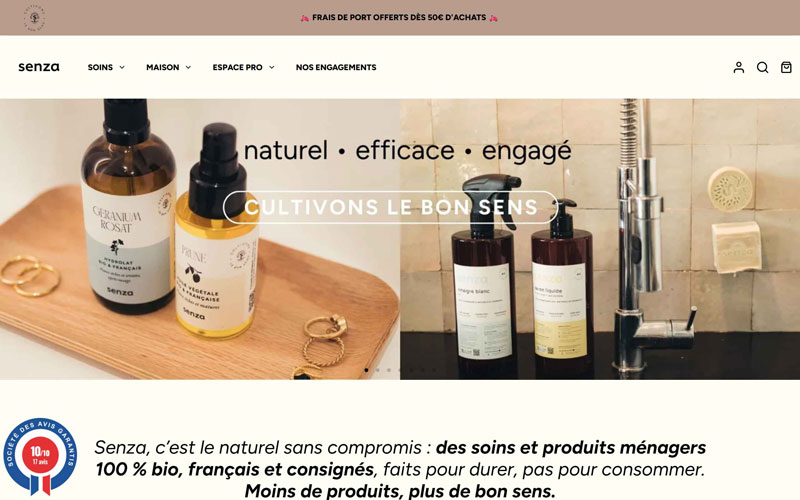 FRAIS DE PORT OFFERTS DÈS 50€ D'ACHATS
senza
SOINS
MAISON
ESPACE PRO
NOS ENGAGEMENTS
naturel • efficace • engagé
CULTIVONS LE BON SENS
GERANIUM
ROSAT
HYDROLAT
BIO & FRANÇAIS
senza
PRUNE
VÉGÉTALE
& FRANÇAISE
senza
senza
vinaigre blanc
savon liquide
SOCIÉTÉ DES AVIS GARANTIS
10/10
17 avis
Senza, c’est le naturel sans compromis : des soins et produits ménagers
100 % bio, français et consignés, faits pour durer, pas pour consommer.
Moins de produits, plus de bon sens.